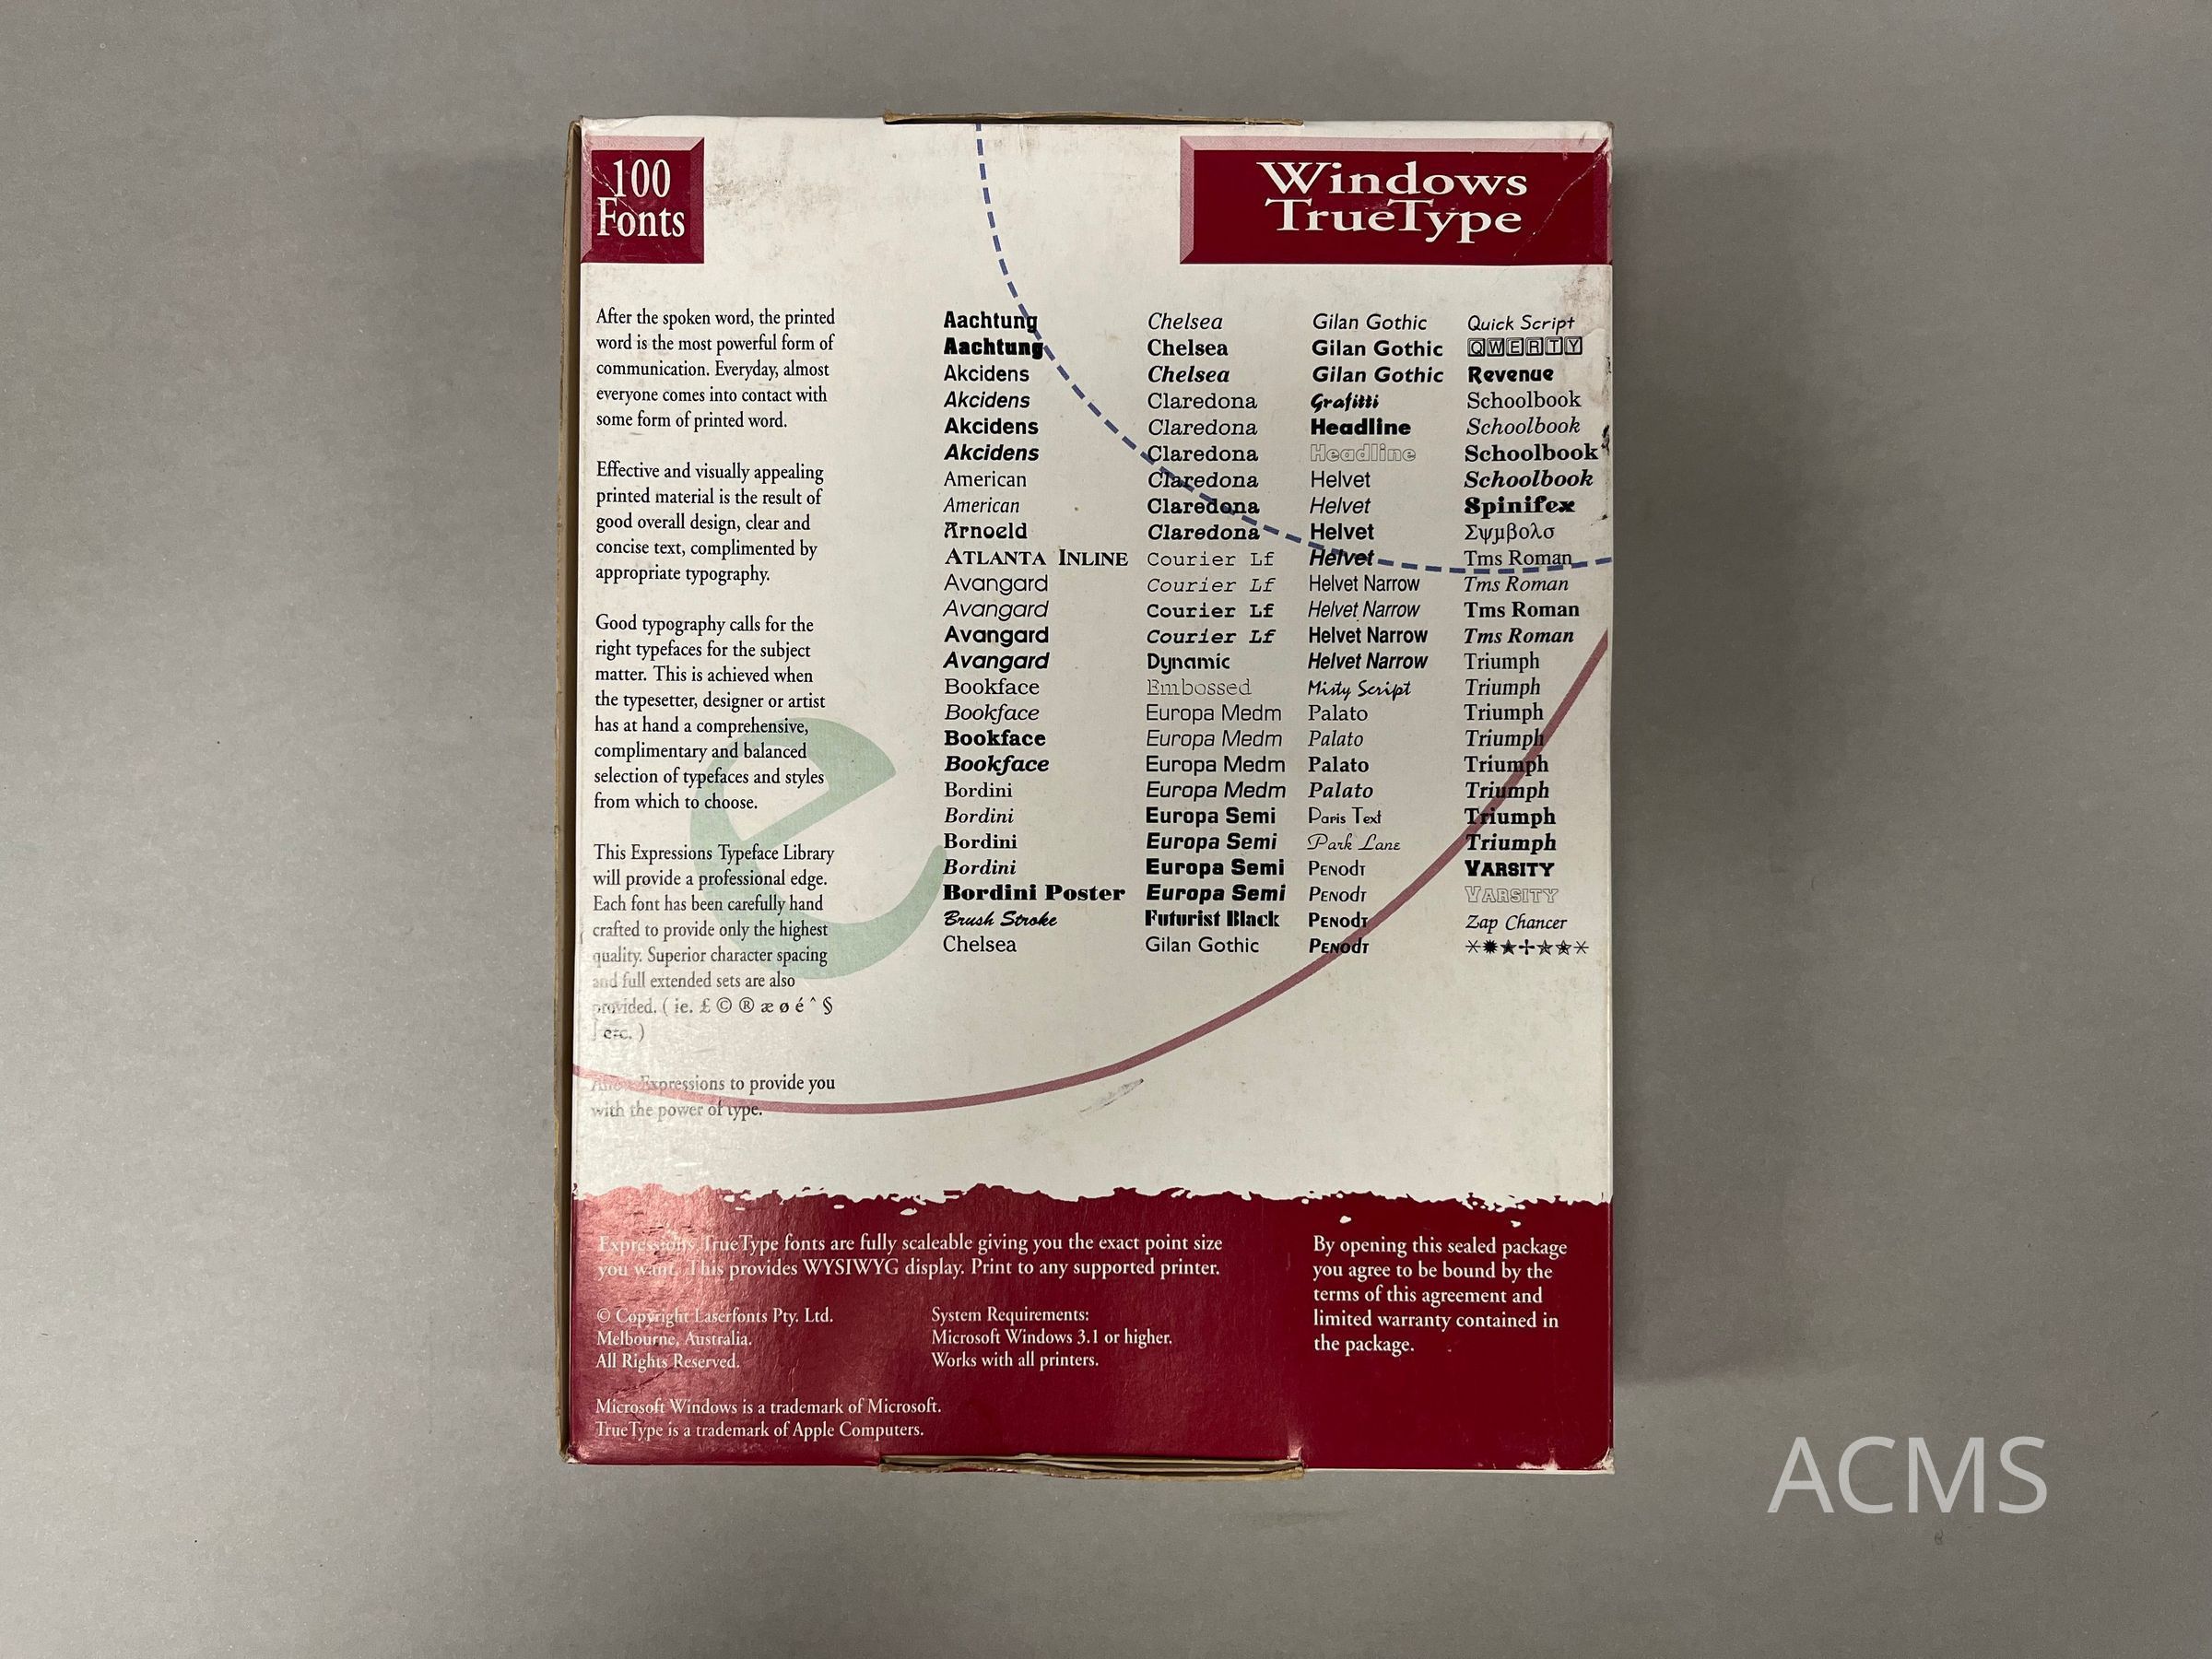 100
Fonts
Windows
TrueType
After the spoken word, the printed
word is the most powerful form of
communication. Everyday, almost
everyone comes into contact with
some form of printed word.
Effective and visually appealing
printed material is the result of
good overall design, clear and
concise text, complimented by
appropriate typography.
Good typography calls for the
right typefaces for the subject
matter. This is achieved when
the typesetter, designer or artist
has at hand a comprehensive,
complimentary and balanced
selection of typefaces and styles
from which to choose.
This Expressions Typeface Library
will provide a professional edge.
Each font has been carefully hand
crafted to provide only the highest
quality. Superior character spacing
and full extended sets are also
provided. ( ie. £ © ® æ ø é ^ §
etc. )
Expressions to provide you
with the power of type.
Aachtung
Aachtung
Akcidens
Akcidens
Akcidens
Akcidens
American
American
Arnoeld
ATLANTA INLINE
Avangard
Avangard
Avangard
Avangard
Bookface
Bookface
Bookface
Bookface
Bordini
Bordini
Bordini
Bordini
Bordini Poster
Brush Stroke
Chelsea
Chelsea
Chelsea
Chelsea
Claredona
Claredona
Claredona
Claredona
Claredona
Claredona
Courier Lf
Courier Lf
Courier Lf
Courier Lf
Dynamic
Embossed
Europa Medm
Europa Medm
Europa Medm
Europa Medm
Europa Semi
Europa Semi
Europa Semi
Europa Semi
Futurist Black
Gilan Gothic
Gilan Gothic
Gilan Gothic
Gilan Gothic
Grafitti
Headline
Headline
Helvet
Helvet
Helvet
Helvet
Helvet Narrow
Helvet Narrow
Helvet Narrow
Helvet Narrow
Misty Script
Palato
Palato
Palato
Palato
Paris Text
Park Lane
PENOdT
PENOdT
PENOdT
PENOdT
Quick Script
QWERTY
Revenue
Schoolbook
Schoolbook
Schoolbook
Schoolbook
Spinifex
Σψμβολσ
Tms Roman
Tms Roman
Tms Roman
Tms Roman
Triumph
Triumph
Triumph
Triumph
Triumph
Triumph
Triumph
Triumph
VARSITY
VARSITY
Zap Chancer
Expressions TrueType fonts are fully scaleable giving you the exact point size
you want. This provides WYSIWYG display. Print to any supported printer.
© Copyright Laserfonts Pty. Ltd.
Melbourne, Australia.
All Rights Reserved.
System Requirements:
Microsoft Windows 3.1 or higher.
Works with all printers.
Microsoft Windows is a trademark of Microsoft.
TrueType is a trademark of Apple Computers.
By opening this sealed package
you agree to be bound by the
terms of this agreement and
limited warranty contained in
the package.
ACMS